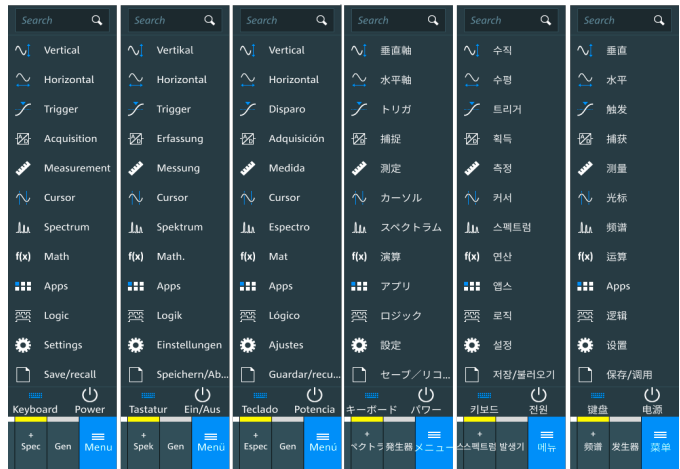 Search
Vertical
Horizontal
Trigger
Acquisition
Measurement
Cursor
Spectrum
f(x) Math
Apps
Logic
Settings
Save/recall
Keyboard Power
+
Spec Gen Menu
Search
Vertikal
Horizontal
Trigger
Erfassung
Messung
Cursor
Spektrum
f(x) Math.
Apps
Logik
Einstellungen
Speichern/Ab...
Tastatur Ein/Aus
+
Spek Gen Menü
Search
Vertical
Horizontal
Disparo
Adquisición
Medida
Cursor
Espectro
f(x) Mat
Apps
Lógico
Ajustes
Guardar/recu...
Teclado Potencia
+
Espec Gen Menú
Search
垂直軸
水平軸
トリガ
捕捉
測定
カーソル
スペクトラム
f(x) 演算
アプリ
ロジック
設定
セーブ／リコ...
キーボード パワー
+
ペクトラ 発生器 メニュー
Search
수직
수평
트리거
획득
측정
커서
스펙트럼
f(x) 연산
앱스
로직
설정
저장/불러오기
키보드 전원
+
스펙트럼 발생기 메뉴
Search
垂直
水平
触发
捕获
测量
光标
频谱
f(x) 运算
Apps
逻辑
设置
保存/调用
键盘 电源
+
频谱 发生器 菜单